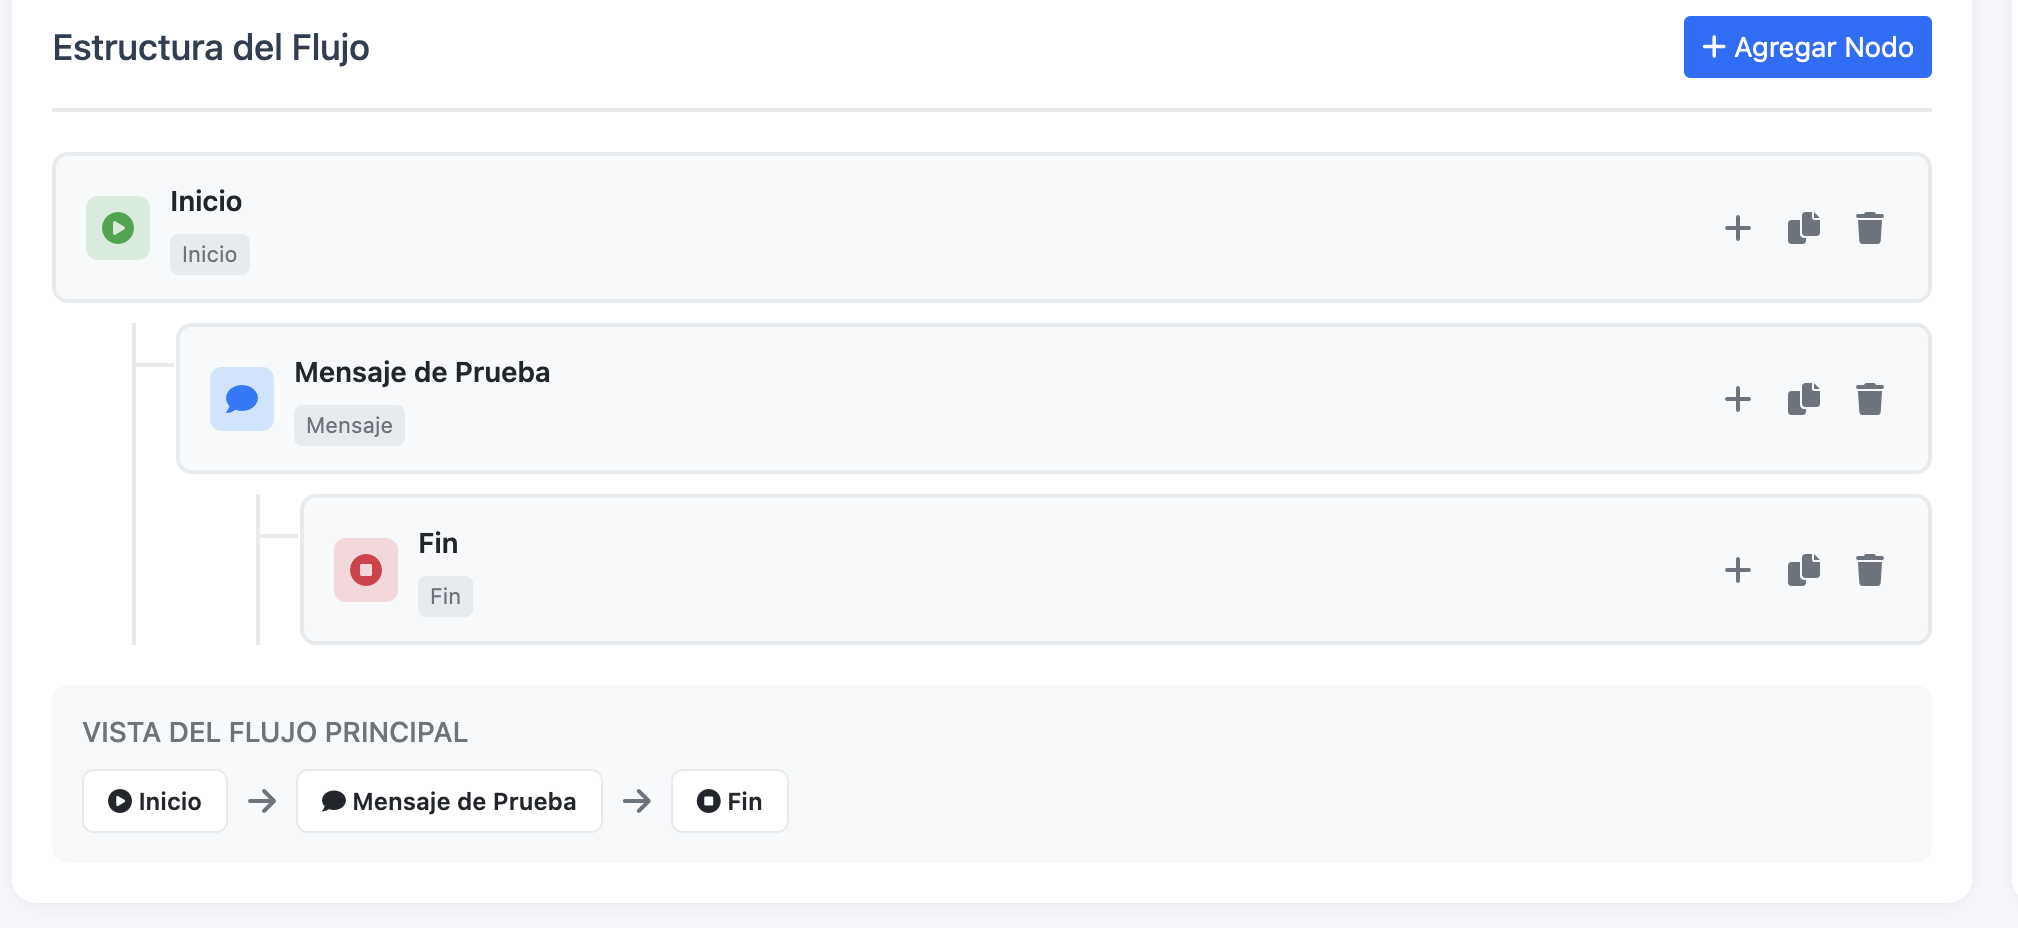 Estructura del Flujo
+ Agregar Nodo
Inicio
Inicio
Mensaje de Prueba
Mensaje
Fin
Fin
VISTA DEL FLUJO PRINCIPAL
Inicio → Mensaje de Prueba → Fin